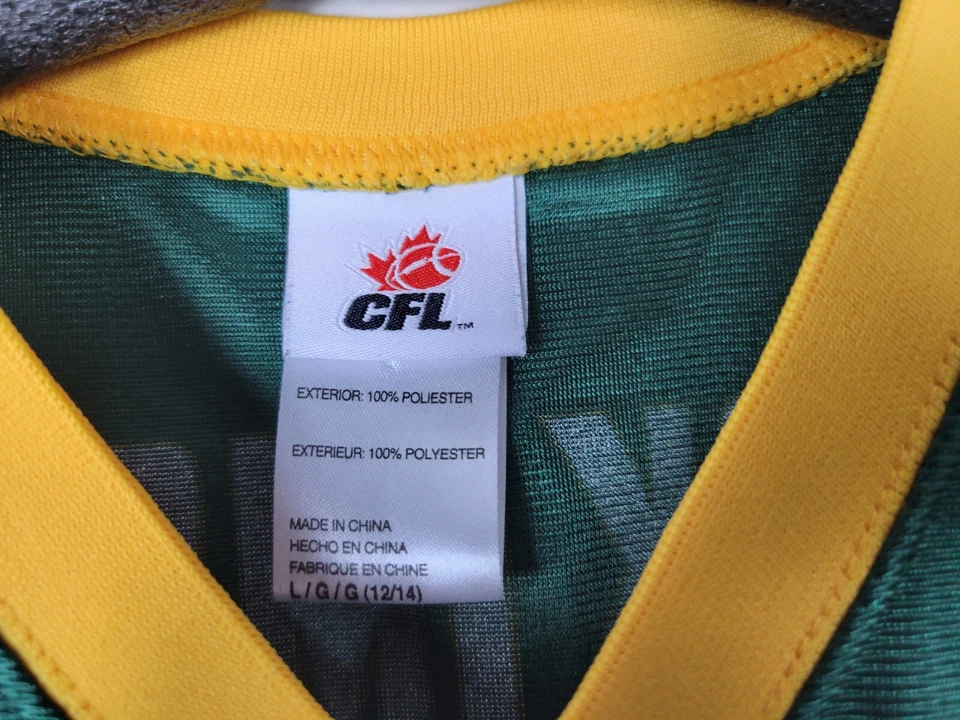 CFL™
EXTERIOR: 100% POLIESTER
EXTERIEUR: 100% POLYESTER
MADE IN CHINA
HECHO EN CHINA
FABRIQUE EN CHINE
L / G / G (12/14)